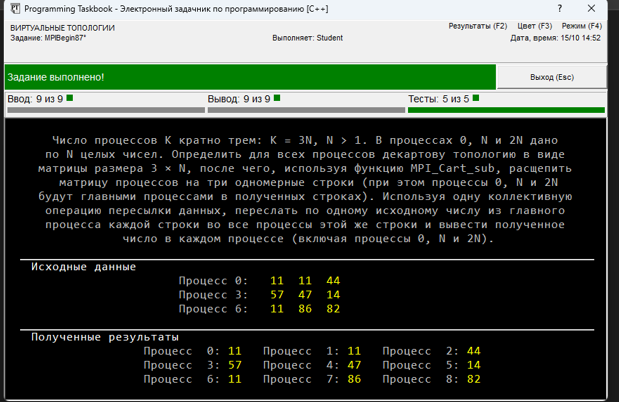 Programming Taskbook - Электронный задачник по программированию [C++]
ВИРТУАЛЬНЫЕ ТОПОЛОГИИ
Результаты (F2) Цвет (F3) Режим (F4)
Задание: MPIBegin87° Выполняет: Student Дата, время: 15/10 14:52
Задание выполнено! Выход (Esc)
Ввод: 9 из 9 Вывод: 9 из 9 Тесты: 5 из 5
Число процессов K кратно трем: K = 3N, N > 1. В процессах 0, N и 2N дано
по N целых чисел. Определить для всех процессов декартову топологию в виде
матрицы размера 3 × N, после чего, используя функцию MPI_Cart_sub, расщепить
матрицу процессов на три одномерные строки (при этом процессы 0, N и 2N
будут главными процессами в полученных строках). Используя одну коллективную
операцию пересылки данных, переслать по одному исходному числу из главного
процесса каждой строки во все процессы этой же строки и вывести полученное
число в каждом процессе (включая процессы 0, N и 2N).
Исходные данные
Процесс 0: 11 11 44
Процесс 3: 57 47 14
Процесс 6: 11 86 82
Полученные результаты
Процесс 0: 11 Процесс 1: 11 Процесс 2: 44
Процесс 3: 57 Процесс 4: 47 Процесс 5: 14
Процесс 6: 11 Процесс 7: 86 Процесс 8: 82